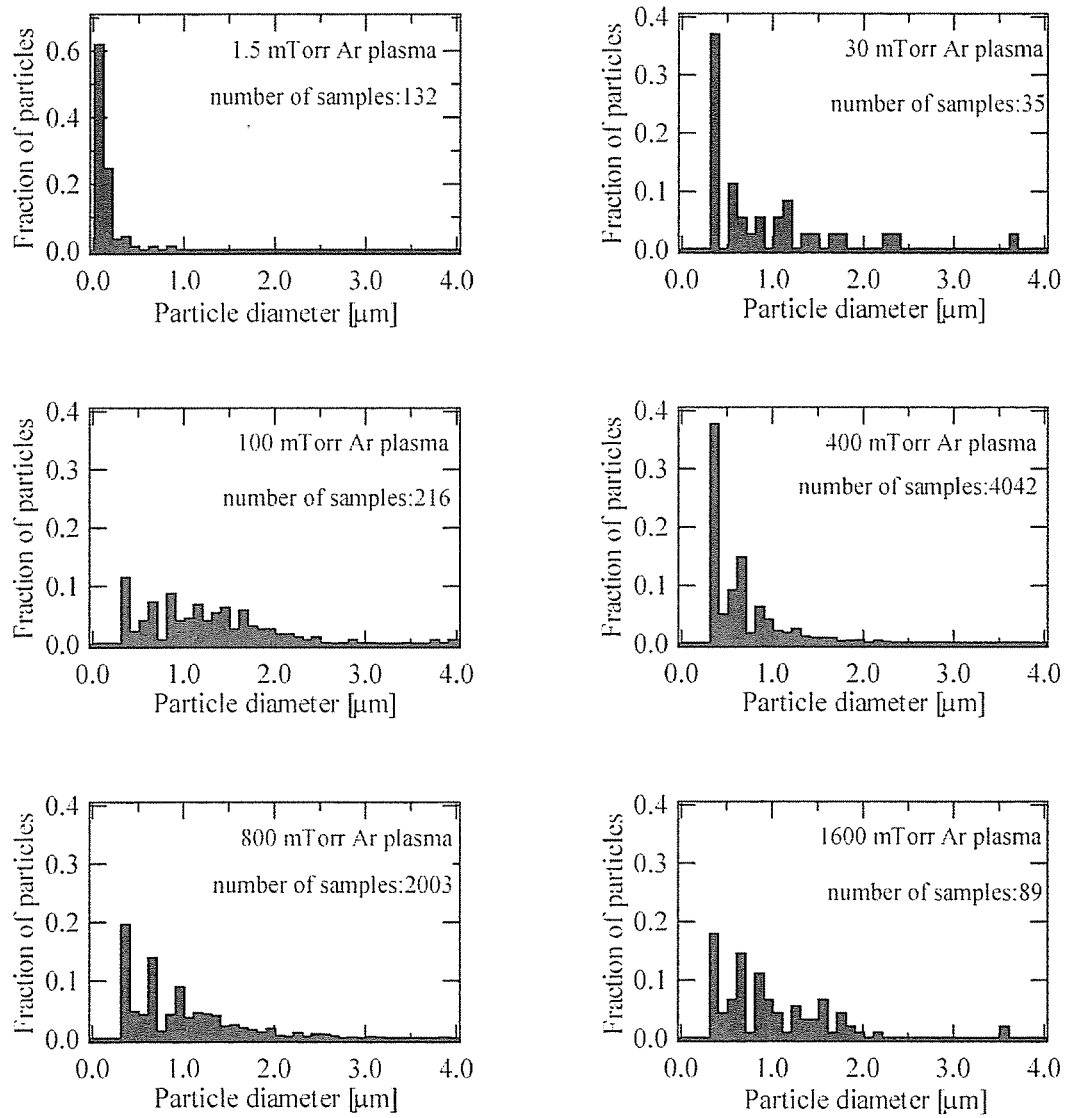 Fraction of particles
0.6
0.4
0.2
0.0
1.5 mTorr Ar plasma
number of samples:132
0.0 1.0 2.0 3.0 4.0
Particle diameter [µm]
Fraction of particles
0.4
0.3
0.2
0.1
0.0
30 mTorr Ar plasma
number of samples:35
0.0 1.0 2.0 3.0 4.0
Particle diameter [µm]
Fraction of particles
0.4
0.3
0.2
0.1
0.0
100 mTorr Ar plasma
number of samples:216
0.0 1.0 2.0 3.0 4.0
Particle diameter [µm]
Fraction of particles
0.4
0.3
0.2
0.1
0.0
400 mTorr Ar plasma
number of samples:4042
0.0 1.0 2.0 3.0 4.0
Particle diameter [µm]
Fraction of particles
0.4
0.3
0.2
0.1
0.0
800 mTorr Ar plasma
number of samples:2003
0.0 1.0 2.0 3.0 4.0
Particle diameter [µm]
Fraction of particles
0.4
0.3
0.2
0.1
0.0
1600 mTorr Ar plasma
number of samples:89
0.0 1.0 2.0 3.0 4.0
Particle diameter [µm]